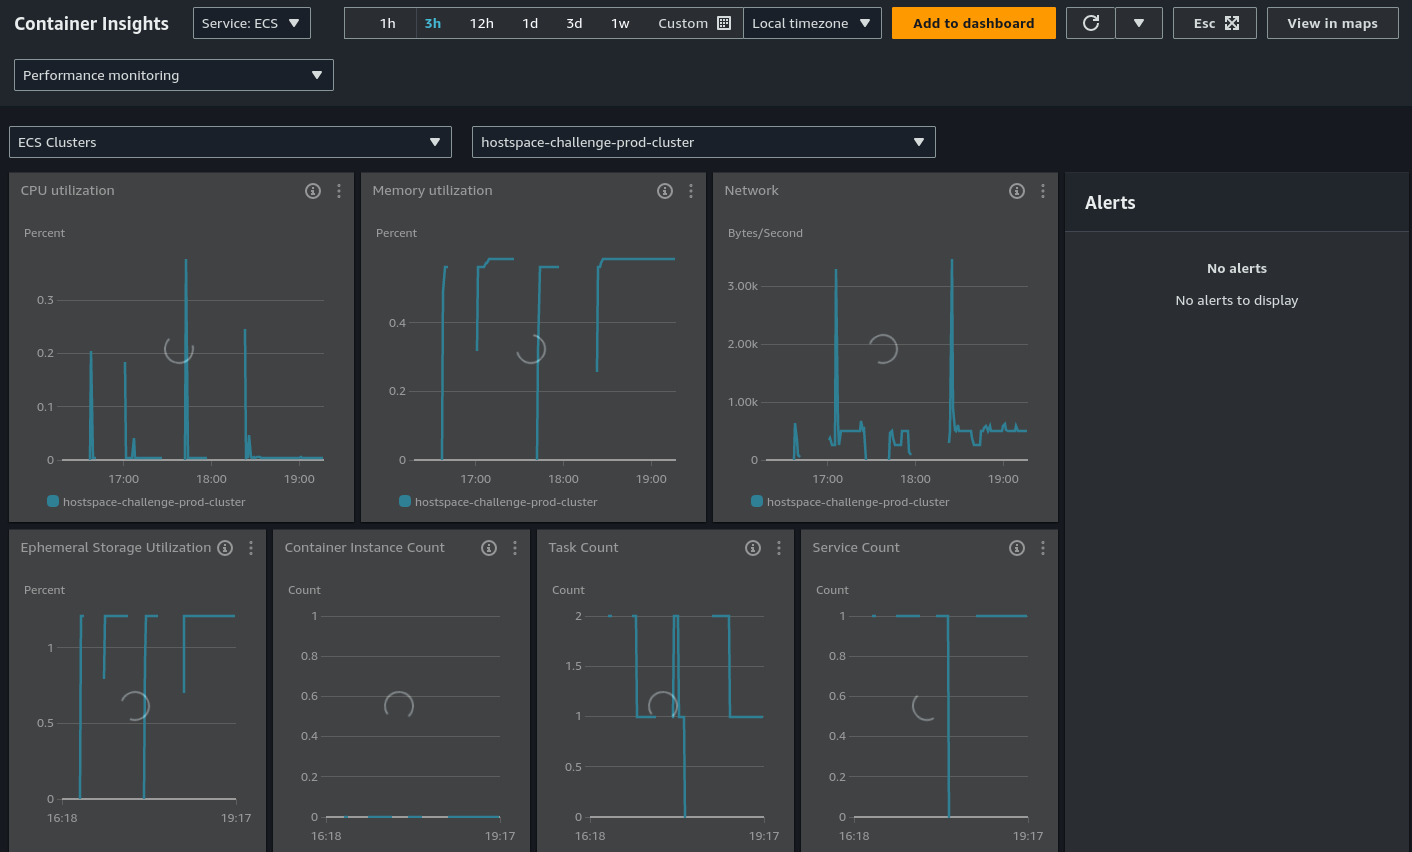 Container Insights
Service: ECS
1h 3h 12h 1d 3d 1w Custom
Local timezone
Add to dashboard
Esc
View in maps
Performance monitoring
ECS Clusters
hostspace-challenge-prod-cluster
CPU utilization
Percent
0.3
0.2
0.1
0
17:00 18:00 19:00
hostspace-challenge-prod-cluster
Memory utilization
Percent
0.4
0.2
0
17:00 18:00 19:00
hostspace-challenge-prod-cluster
Network
Bytes/Second
3.00k
2.00k
1.00k
0
17:00 18:00 19:00
hostspace-challenge-prod-cluster
Alerts
No alerts
No alerts to display
Ephemeral Storage Utilization
Percent
1
0.5
0
16:18 19:17
Container Instance Count
Count
1
0.8
0.6
0.4
0.2
0
16:18 19:17
Task Count
Count
2
1.5
1
0.5
0
16:18 19:17
Service Count
Count
1
0.8
0.6
0.4
0.2
0
16:18 19:17